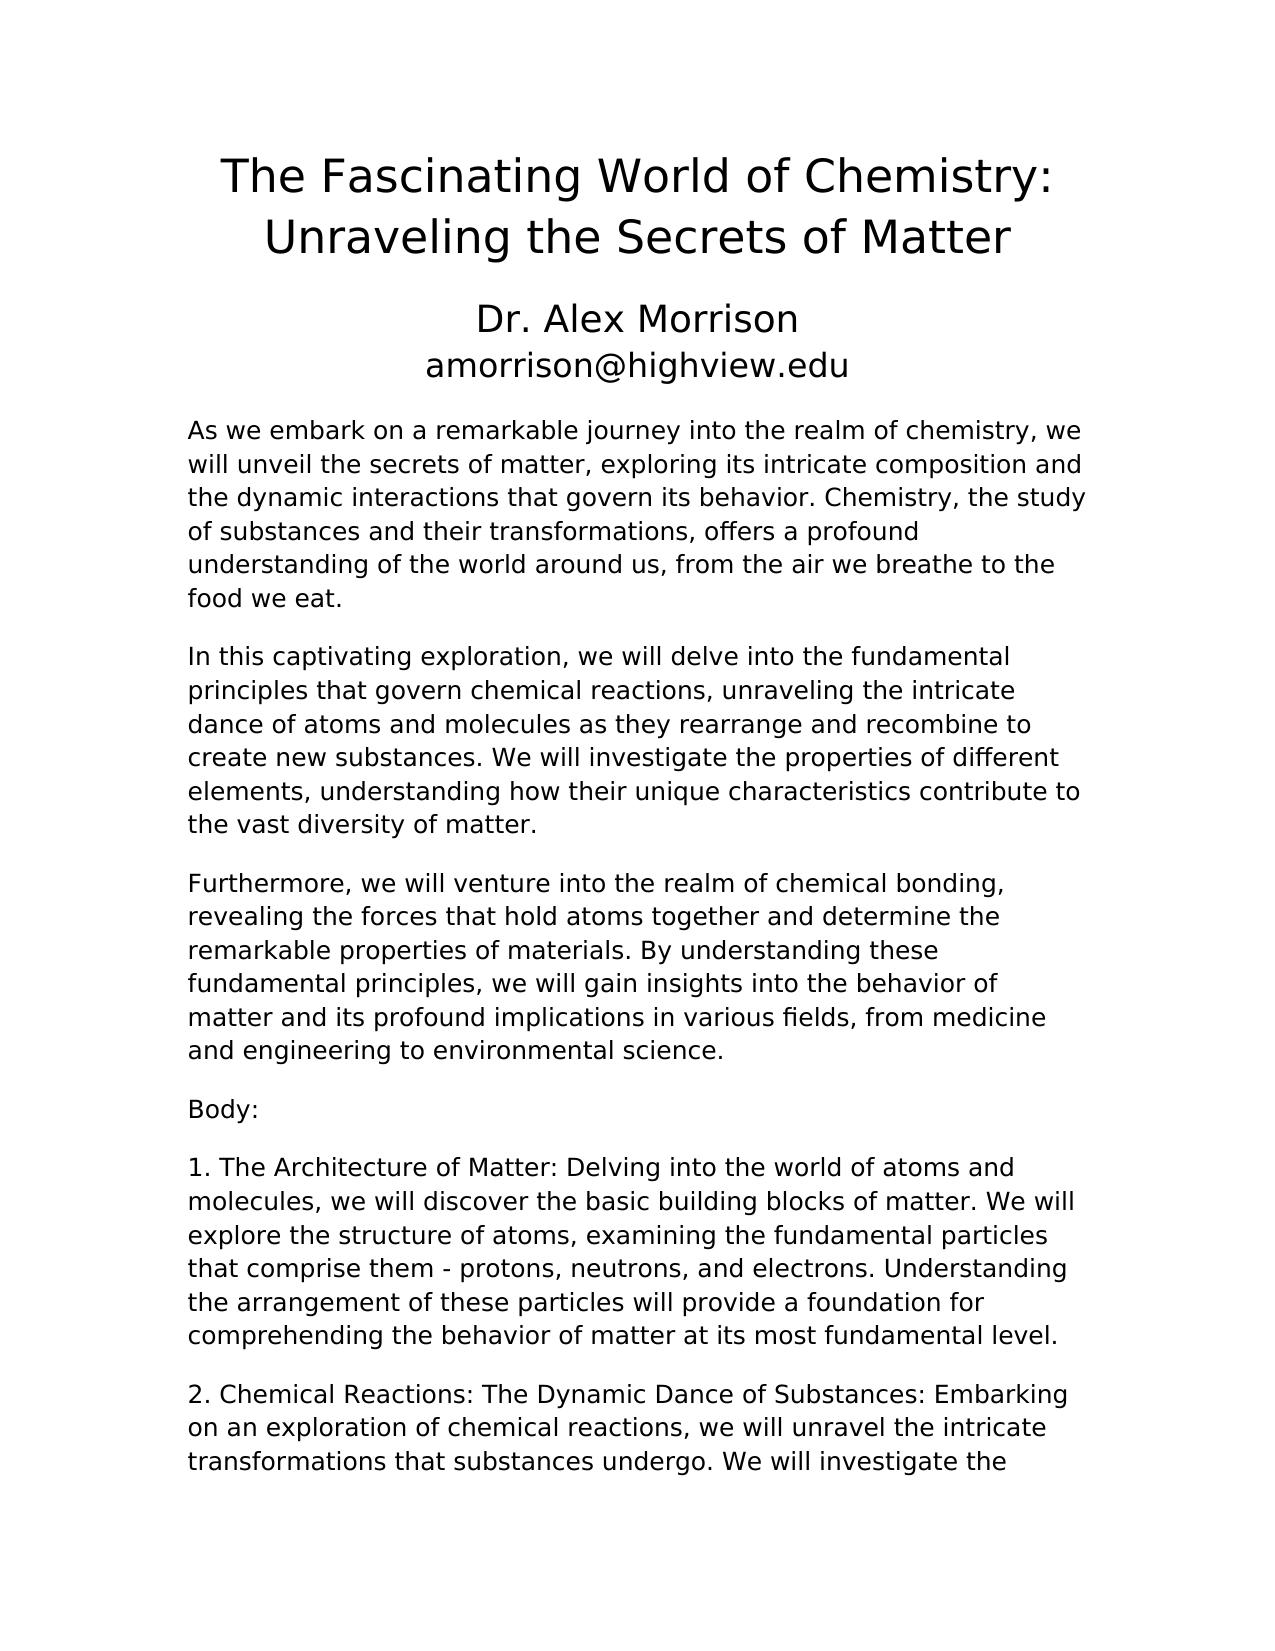 The Fascinating World of Chemistry:
Unraveling the Secrets of Matter
Dr. Alex Morrison
amorrison@highview.edu
As we embark on a remarkable journey into the realm of chemistry, we
will unveil the secrets of matter, exploring its intricate composition and
the dynamic interactions that govern its behavior. Chemistry, the study
of substances and their transformations, offers a profound
understanding of the world around us, from the air we breathe to the
food we eat.
In this captivating exploration, we will delve into the fundamental
principles that govern chemical reactions, unraveling the intricate
dance of atoms and molecules as they rearrange and recombine to
create new substances. We will investigate the properties of different
elements, understanding how their unique characteristics contribute to
the vast diversity of matter.
Furthermore, we will venture into the realm of chemical bonding,
revealing the forces that hold atoms together and determine the
remarkable properties of materials. By understanding these
fundamental principles, we will gain insights into the behavior of
matter and its profound implications in various fields, from medicine
and engineering to environmental science.
Body:
1. The Architecture of Matter: Delving into the world of atoms and
molecules, we will discover the basic building blocks of matter. We will
explore the structure of atoms, examining the fundamental particles
that comprise them - protons, neutrons, and electrons. Understanding
the arrangement of these particles will provide a foundation for
comprehending the behavior of matter at its most fundamental level.
2. Chemical Reactions: The Dynamic Dance of Substances: Embarking
on an exploration of chemical reactions, we will unravel the intricate
transformations that substances undergo. We will investigate the